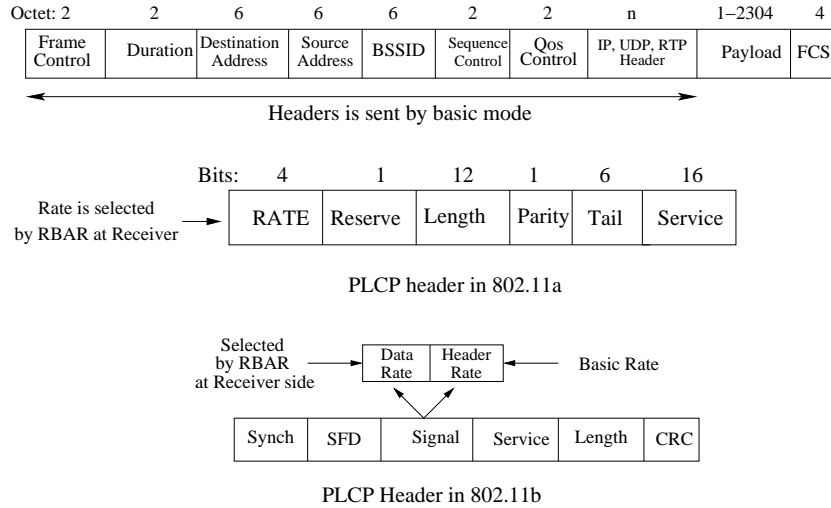 Octet: 2 2 6 6 6 2 2 n 1−2304 4
Frame Control Duration Destination Address Source Address BSSID Sequence Control Qos Control IP, UDP, RTP Header Payload FCS
Headers is sent by basic mode
Bits: 4 1 12 1 6 16
Rate is selected by RBAR at Receiver
RATE Reserve Length Parity Tail Service
PLCP header in 802.11a
Selected by RBAR at Receiver side
Data Rate Header Rate
Basic Rate
Synch SFD Signal Service Length CRC
PLCP Header in 802.11b